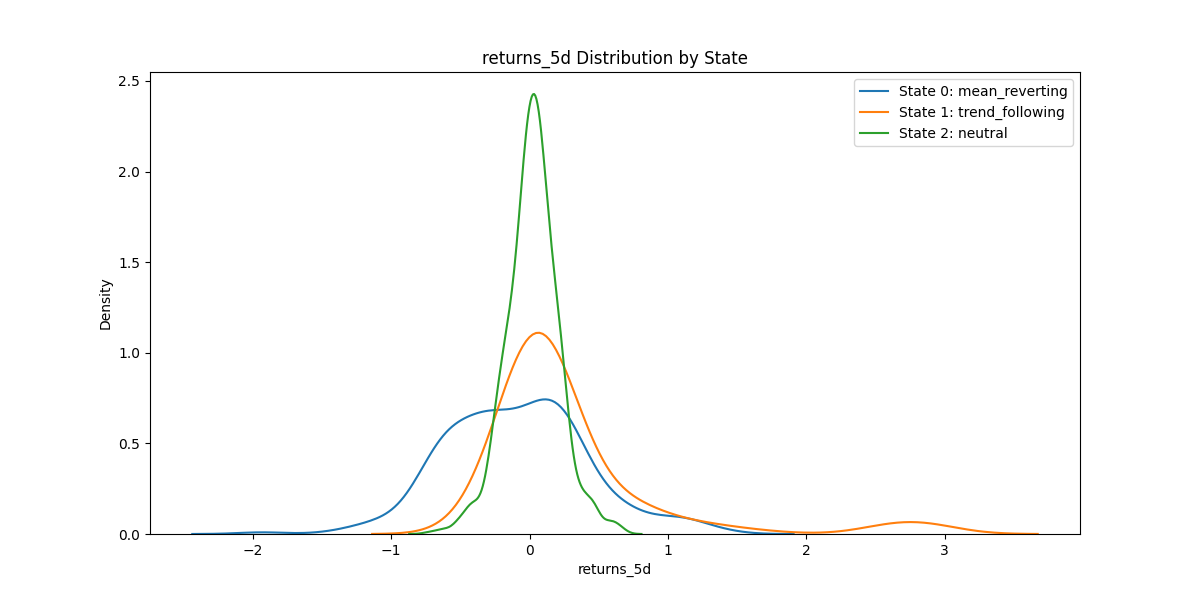 returns_5d Distribution by State
State 0: mean_reverting
State 1: trend_following
State 2: neutral
2.5
2.0
1.5
1.0
0.5
0.0
Density
−2
−1
0
1
2
3
returns_5d